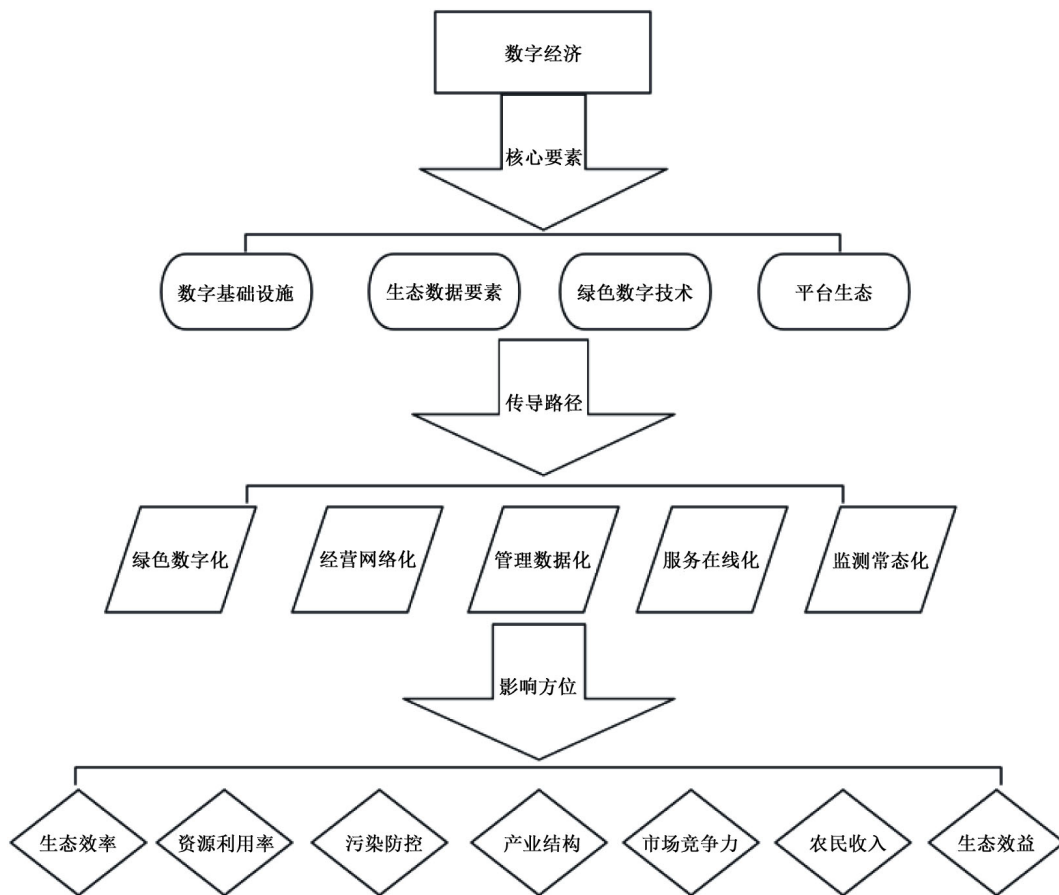 数字经济
核心要素
数字基础设施
生态数据要素
绿色数字技术
平台生态
传导路径
绿色数字化
经营网络化
管理数据化
服务在线化
监测常态化
影响方位
生态效率
资源利用率
污染防控
产业结构
市场竞争力
农民收入
生态效益